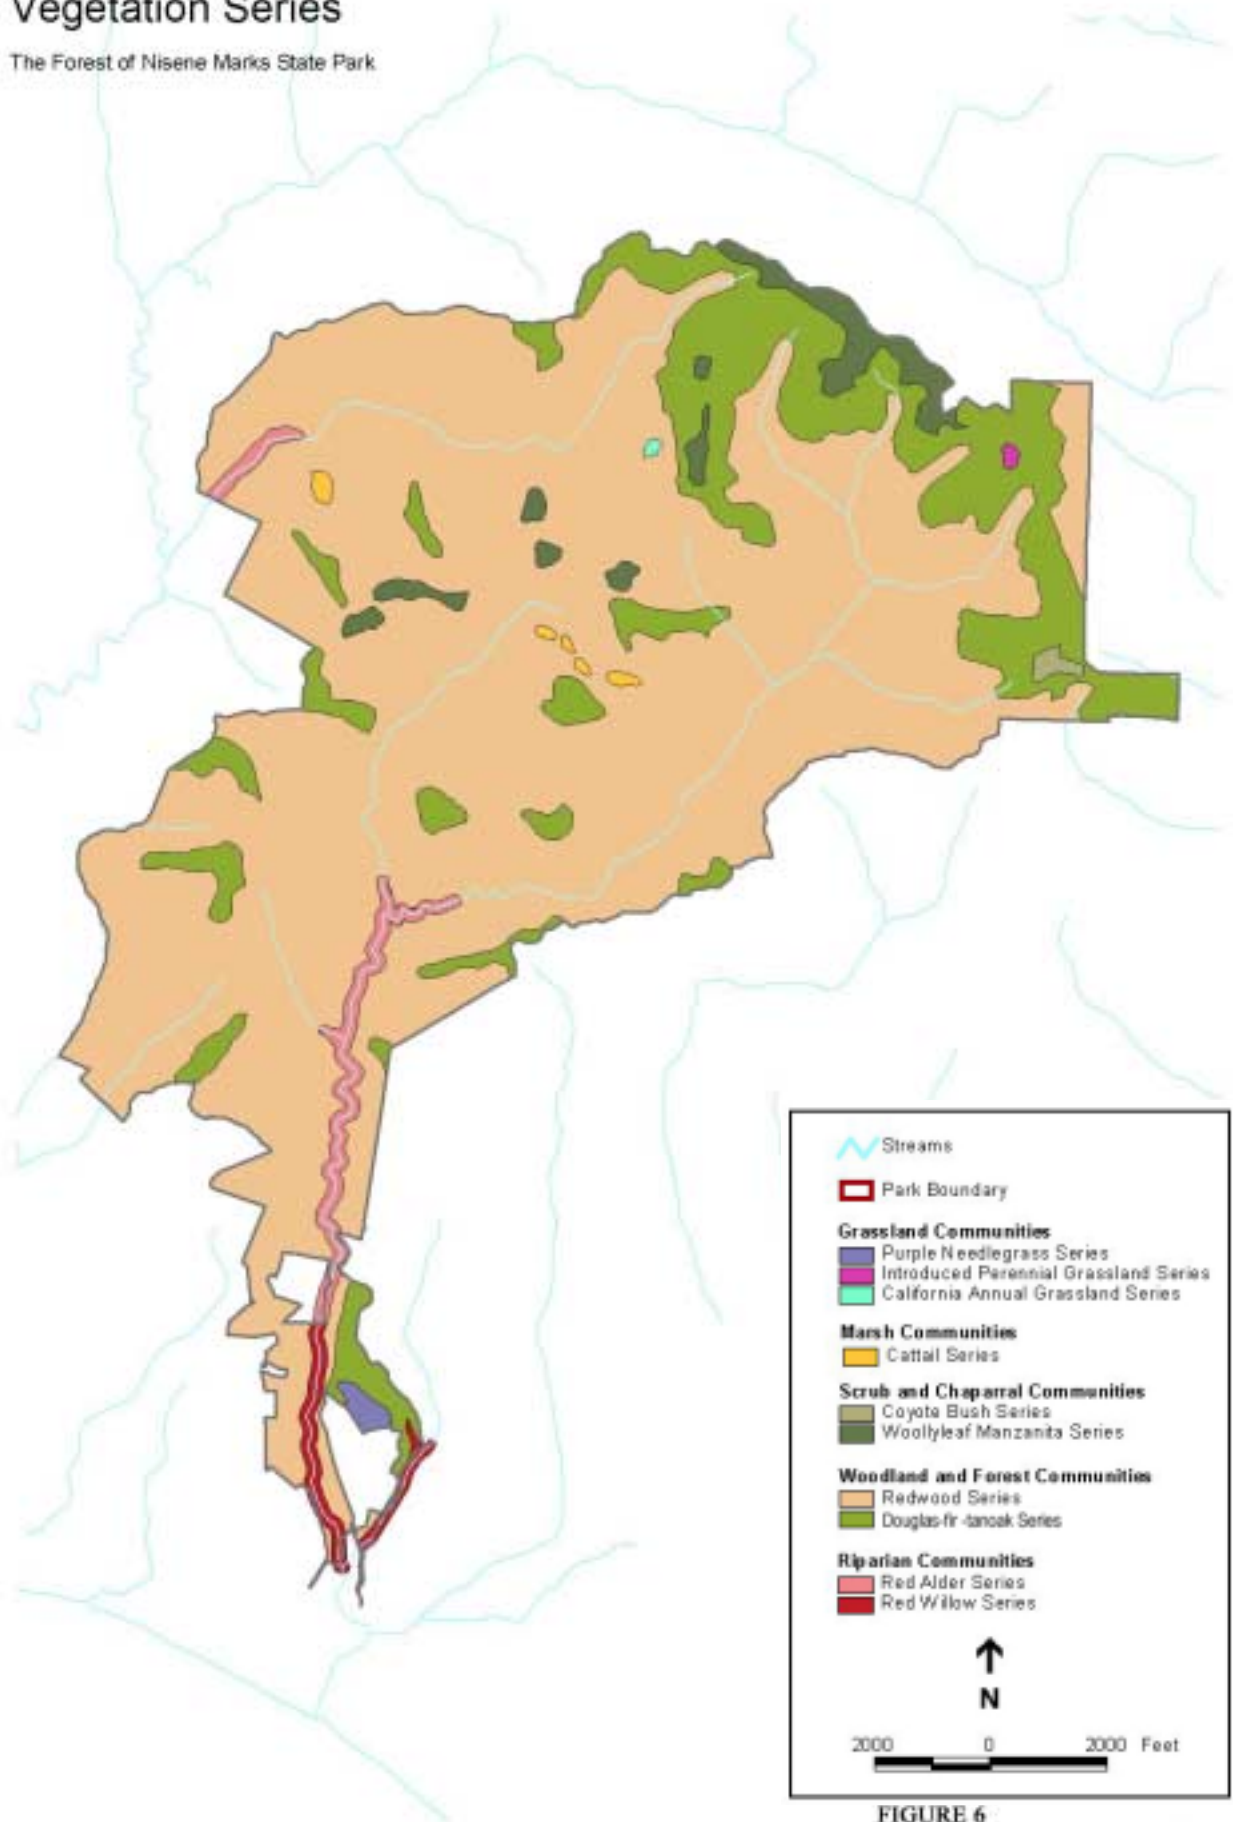 Vegetation Series
The Forest of Nisene Marks State Park
Streams
Park Boundary
Grassland Communities
Purple Needlegrass Series
Introduced Perennial Grassland Series
California Annual Grassland Series
Marsh Communities
Cattail Series
Scrub and Chaparral Communities
Coyote Bush Series
Woollyleaf Manzanita Series
Woodland and Forest Communities
Redwood Series
Douglas-fir -tanoak Series
Riparian Communities
Red Alder Series
Red Willow Series
N
2000 0 2000 Feet
FIGURE 6